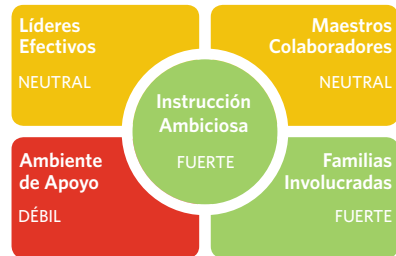 Líderes
Efectivos
NEUTRAL
Maestros
Colaboradores
NEUTRAL
Instrucción
Ambiciosa
FUERTE
Ambiente
de Apoyo
DÉBIL
Familias
Involucradas
FUERTE